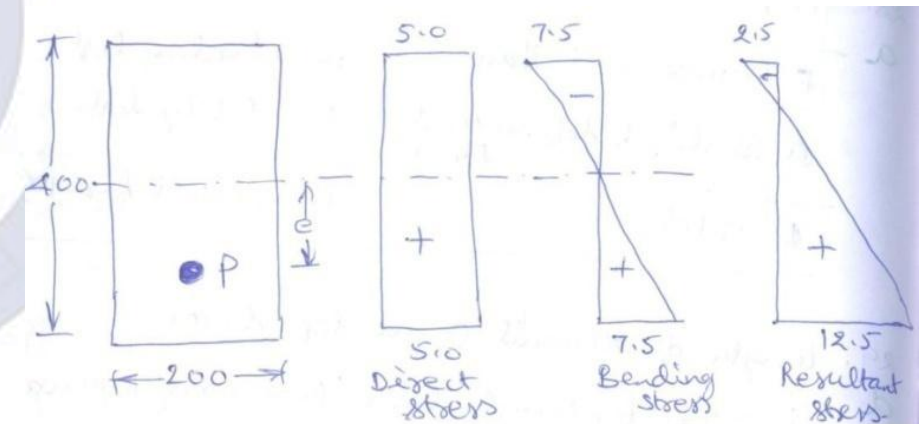 5.0 7.5 2.5
−
400
e
P
+ + +
5.0 7.5 12.5
200
Direct Bending Resultant
stress stress stress